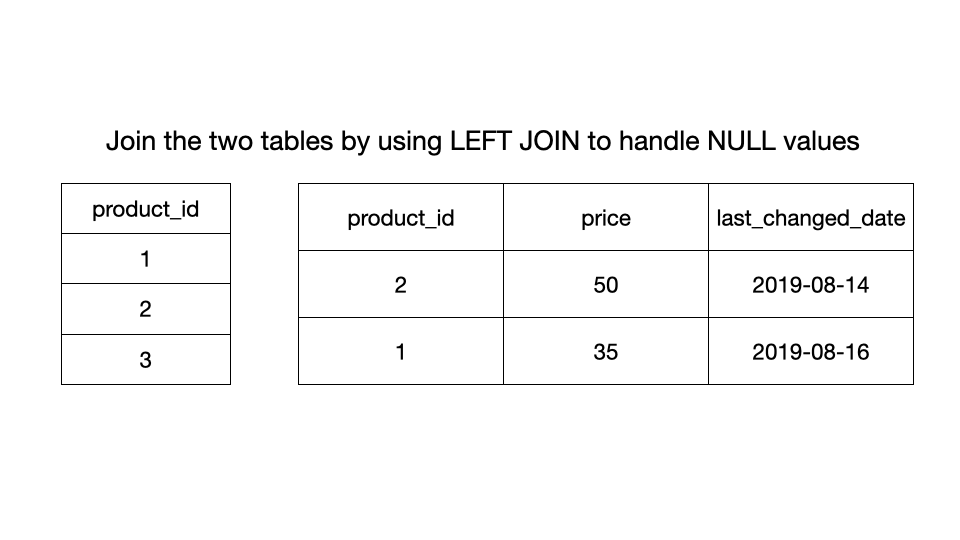 Join the two tables by using LEFT JOIN to handle NULL values
product_id
1
2
3
product_id price last_changed_date
2 50 2019-08-14
1 35 2019-08-16